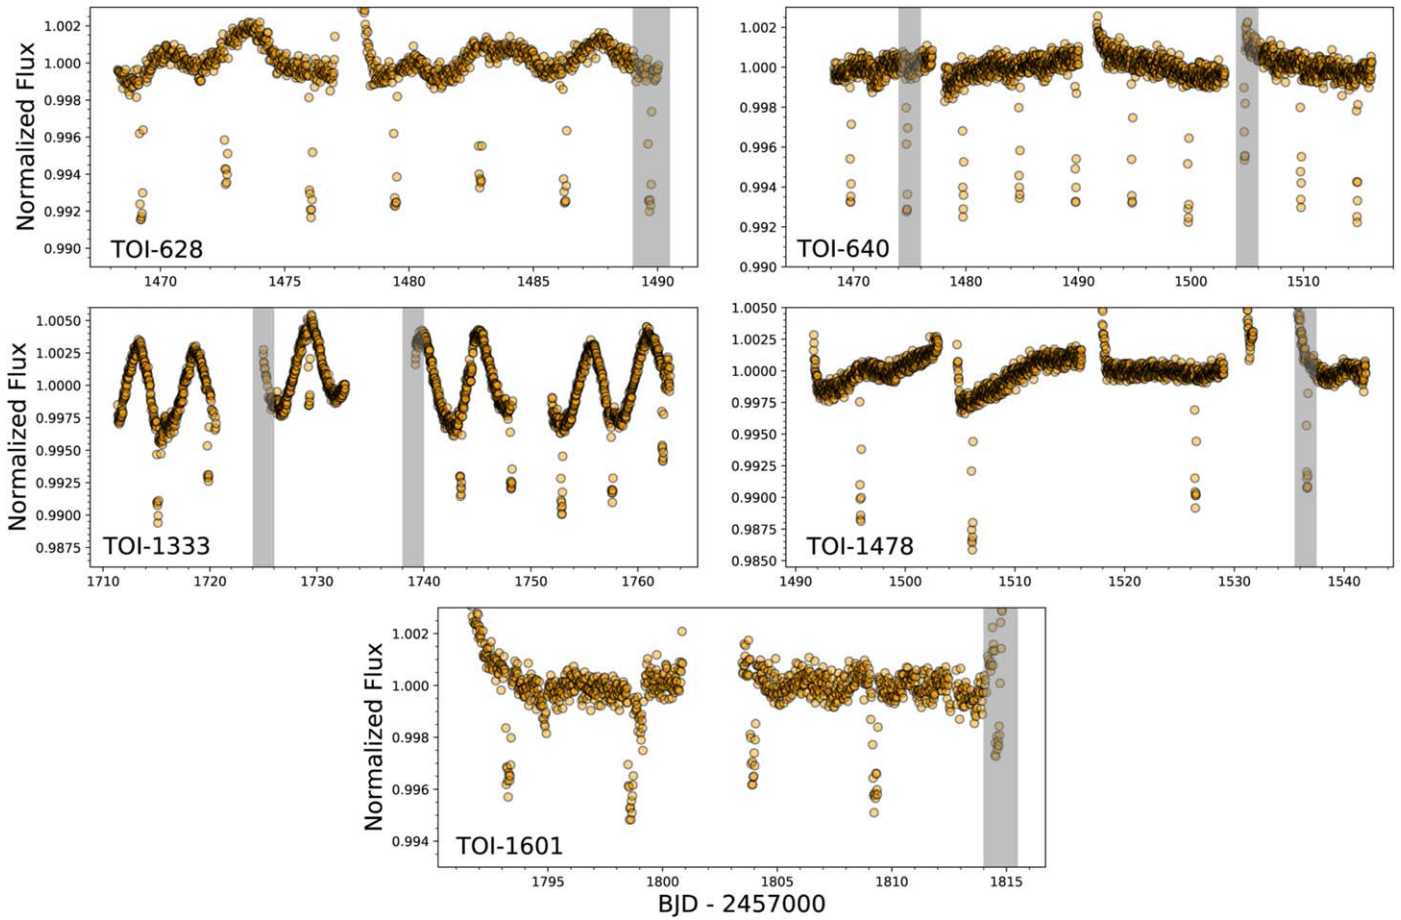 Normalized Flux
1.002
1.000
0.998
0.996
0.994
0.992
0.990
TOI-628
1470 1475 1480 1485 1490
1.002
1.000
0.998
0.996
0.994
0.992
0.990
TOI-640
1470 1480 1490 1500 1510
Normalized Flux
1.0050
1.0025
1.0000
0.9975
0.9950
0.9925
0.9900
0.9875
TOI-1333
1710 1720 1730 1740 1750 1760
1.0050
1.0025
1.0000
0.9975
0.9950
0.9925
0.9900
0.9875
0.9850
TOI-1478
1490 1500 1510 1520 1530 1540
Normalized Flux
1.002
1.000
0.998
0.996
0.994
TOI-1601
1795 1800 1805 1810 1815
BJD - 2457000